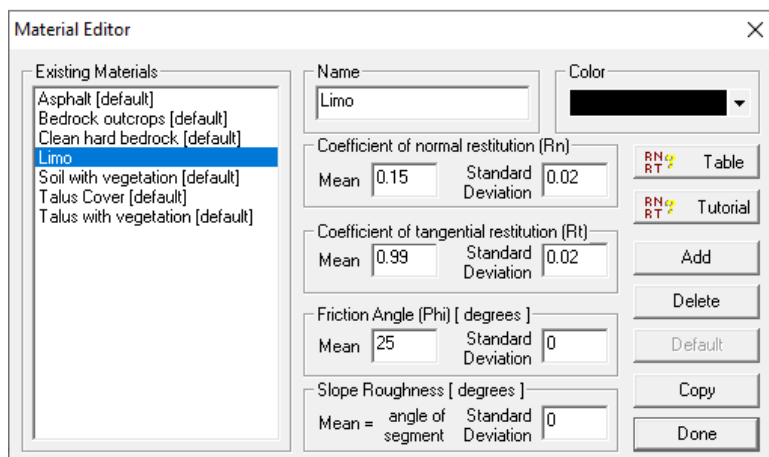 Material Editor
Existing Materials
Asphalt [default]
Bedrock outcrops [default]
Clean hard bedrock [default]
Limo
Soil with vegetation [default]
Talus Cover [default]
Talus with vegetation [default]
Name
Limo
Color
Coefficient of normal restitution (Rn)
Mean 0.15 Standard Deviation 0.02
Coefficient of tangential restitution (Rt)
Mean 0.99 Standard Deviation 0.02
Friction Angle (Phi) [ degrees ]
Mean 25 Standard Deviation 0
Slope Roughness [ degrees ]
Mean = angle of segment Standard Deviation 0
RN RT ? Table
RN RT ? Tutorial
Add
Delete
Default
Copy
Done